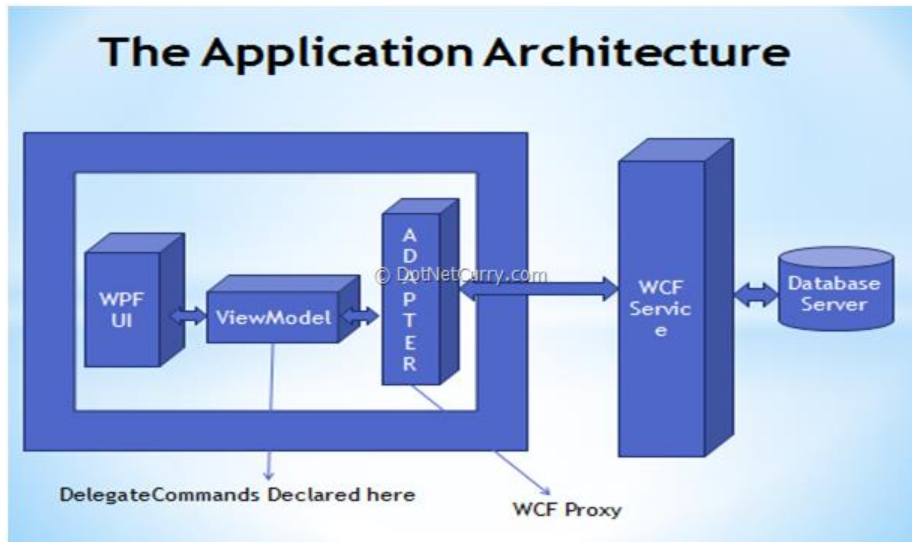 The Application Architecture
WPF
UI
ViewModel
A
D
A
P
T
E
R
© DotNetCurry.com
WCF
Servic
e
Database
Server
DelegateCommands Declared here
WCF Proxy